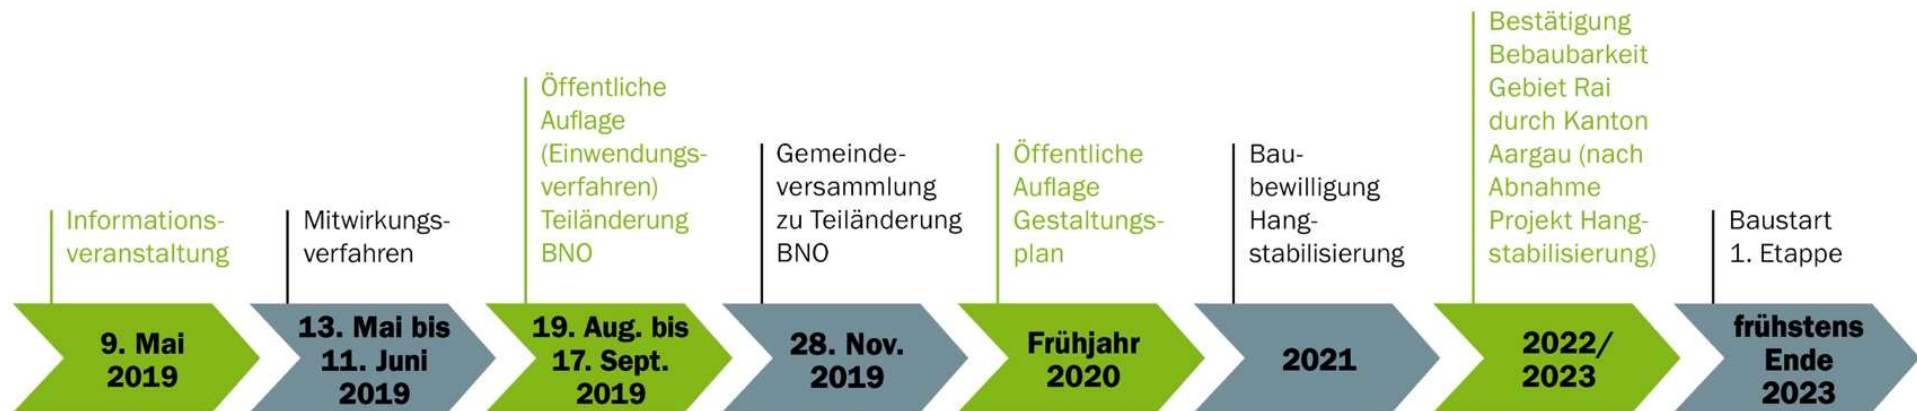 Informations-
veranstaltung
9. Mai
2019
Mitwirkungs-
verfahren
13. Mai bis
11. Juni
2019
Öffentliche
Auflage
(Einwendungs-
verfahren)
Teiländerung
BNO
19. Aug. bis
17. Sept.
2019
Gemeinde-
versammlung
zu Teiländerung
BNO
28. Nov.
2019
Öffentliche
Auflage
Gestaltungs-
plan
Frühjahr
2020
Bau-
bewilligung
Hang-
stabilisierung
2021
Bestätigung
Bebaubarkeit
Gebiet Rai
durch Kanton
Aargau (nach
Abnahme
Projekt Hang-
stabilisierung)
2022/
2023
Baustart
1. Etappe
frühstens
Ende
2023